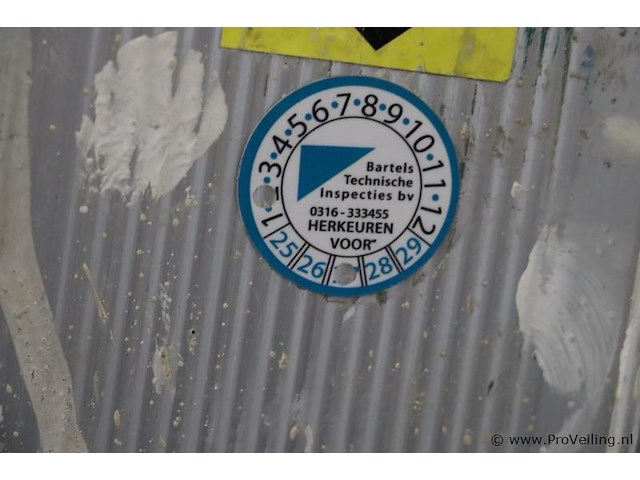 1 3•4•5•6•7•8•9•10•11•12
Bartels
Technische
Inspecties bv
0316 - 333455
HERKEUREN
VOOR"
25 26 28 29
© www.ProVeiling.nl